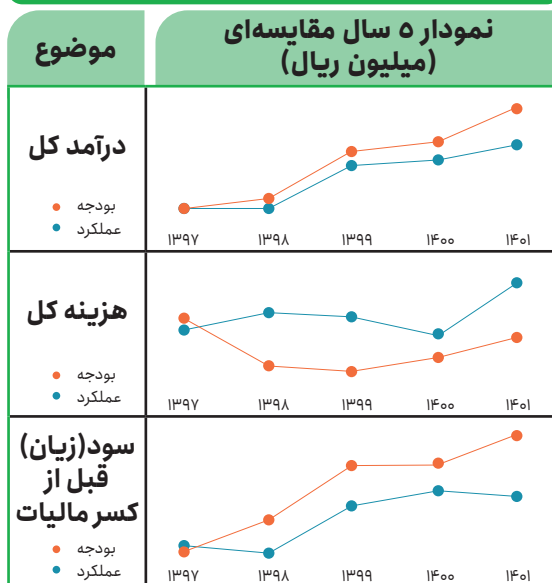 موضوع
نمودار ۵ سال مقایسه‌ای
(میلیون ریال)
درآمد کل
بودجه
عملکرد
۱۳۹۷ ۱۳۹۸ ۱۳۹۹ ۱۴۰۰ ۱۴۰۱
هزینه کل
بودجه
عملکرد
۱۳۹۷ ۱۳۹۸ ۱۳۹۹ ۱۴۰۰ ۱۴۰۱
سود(زیان)
قبل از
کسر مالیات
بودجه
عملکرد
۱۳۹۷ ۱۳۹۸ ۱۳۹۹ ۱۴۰۰ ۱۴۰۱